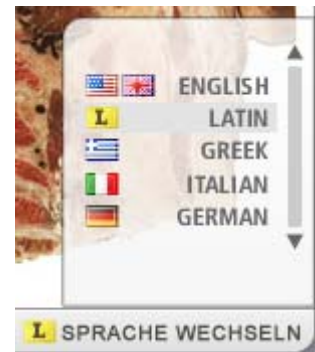 ENGLISH
L LATIN
GREEK
ITALIAN
GERMAN
L SPRACHE WECHSELN